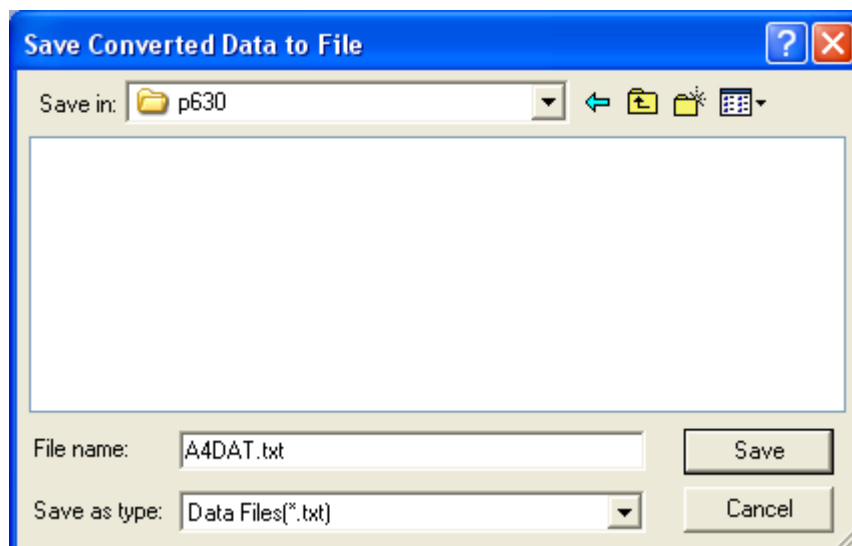 Save Converted Data to File
Save in: p630
File name: A4DAT.txt Save
Save as type: Data Files(*.txt) Cancel